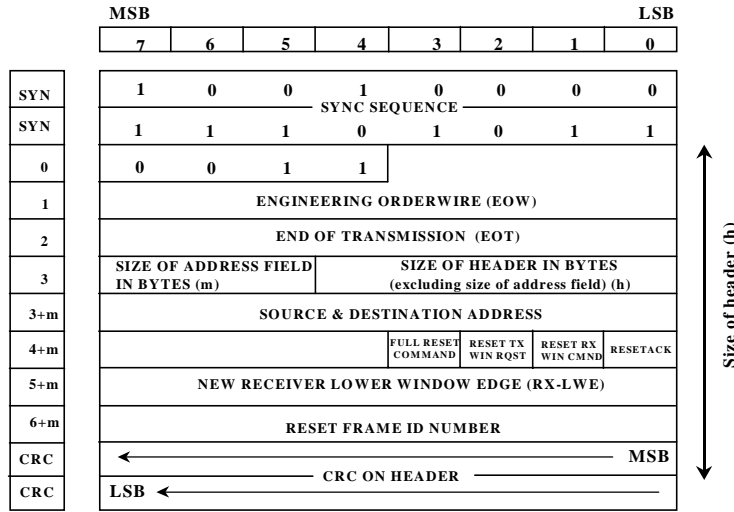 MSB LSB
7 6 5 4 3 2 1 0
SYN 1 0 0 1 0 0 0 0
SYNC SEQUENCE
SYN 1 1 1 0 1 0 1 1
0 0 0 1 1
1 ENGINEERING ORDERWIRE (EOW)
2 END OF TRANSMISSION (EOT)
3 SIZE OF ADDRESS FIELD IN BYTES (m) SIZE OF HEADER IN BYTES (excluding size of address field) (h)
3+m SOURCE & DESTINATION ADDRESS
4+m FULL RESET COMMAND RESET TX WIN RQST RESET RX WIN CMND RESETACK
5+m NEW RECEIVER LOWER WINDOW EDGE (RX-LWE)
6+m RESET FRAME ID NUMBER
CRC MSB
CRC ON HEADER
CRC LSB
Size of header (h)